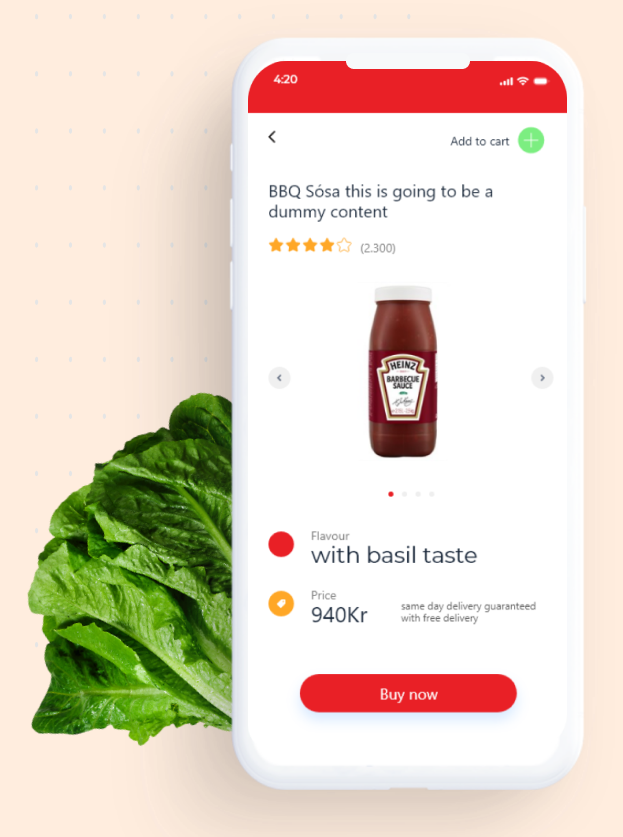 4:20
Add to cart
BBQ Sósa this is going to be a
dummy content
(2.300)
HEINZ
BARBECUE
SAUCE
Flavour
with basil taste
Price
940Kr
same day delivery guaranteed
with free delivery
Buy now